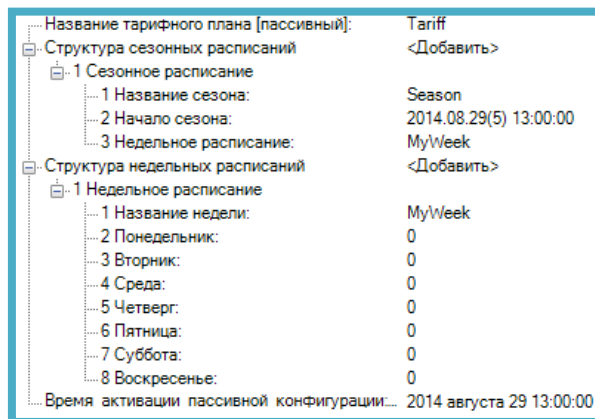 Название тарифного плана [пассивный]: Tariff
Структура сезонных расписаний <Добавить>
1 Сезонное расписание
1 Название сезона: Season
2 Начало сезона: 2014.08.29(5) 13:00:00
3 Недельное расписание: MyWeek
Структура недельных расписаний <Добавить>
1 Недельное расписание
1 Название недели: MyWeek
2 Понедельник: 0
3 Вторник: 0
4 Среда: 0
5 Четверг: 0
6 Пятница: 0
7 Суббота: 0
8 Воскресенье: 0
Время активации пассивной конфигурации:... 2014 августа 29 13:00:00